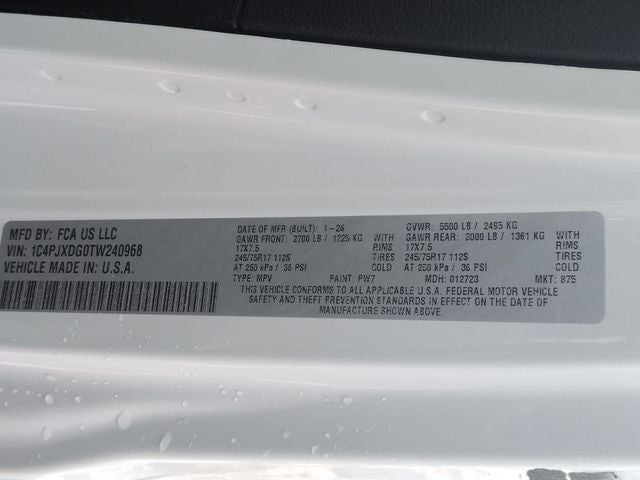 MFD BY: FCA US LLC
VIN: 1C4PJXDG0TW240968
VEHICLE MADE IN: U.S.A.
DATE OF MFR (BUILT): 1-26
GAWR FRONT: 2700 LB / 1225 KG WITH
17X7.5 RIMS
245/75R17 112S TIRES
AT 250 kPa / 36 PSI COLD
TYPE: MPV PAINT: PW7
GVWR: 5500 LB / 2495 KG
GAWR REAR: 3000 LB / 1361 KG WITH
17X7.5 RIMS
245/75R17 112S TIRES
AT 250 kPa / 36 PSI COLD
MDH: 012723 MKT: 875
THIS VEHICLE CONFORMS TO ALL APPLICABLE U.S.A. FEDERAL MOTOR VEHICLE
SAFETY AND THEFT PREVENTION STANDARDS IN EFFECT ON THE DATE OF
MANUFACTURE SHOWN ABOVE.